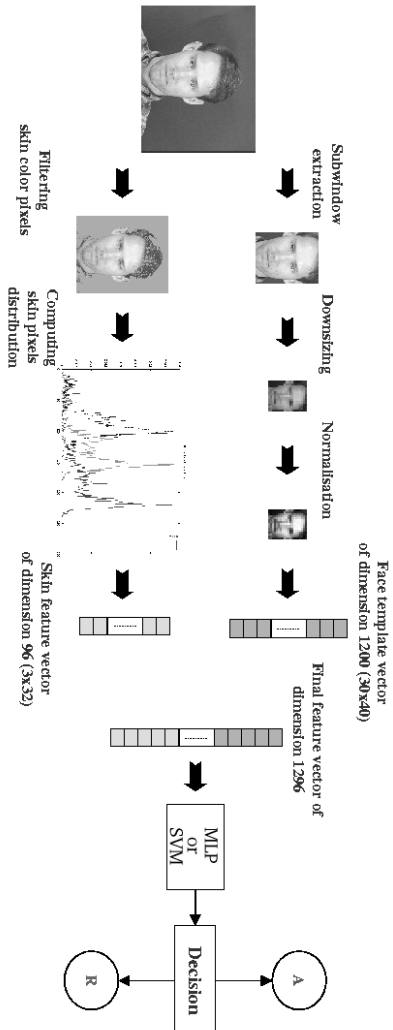 Subwindow
extraction
Downsizing
Normalisation
Face template vector
of dimension 1200 (30x40)
Filtering
skin color pixels
Computing
skin pixels
distribution
Skin feature vector
of dimension 96 (3x32)
Final feature vector of
dimension 1296
MLP
or
SVM
Decision
A
R